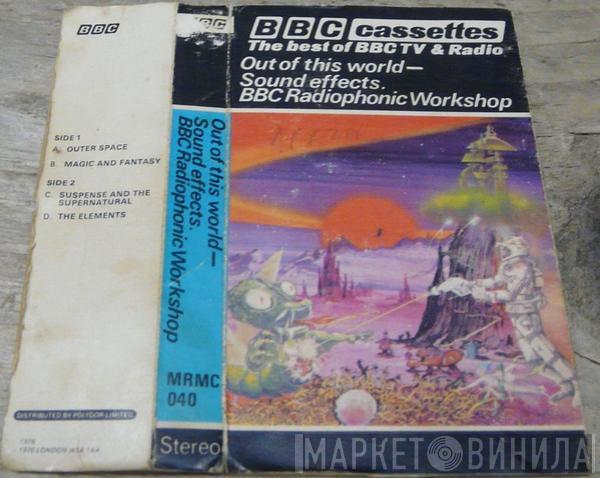 BBC
SIDE 1
A. OUTER SPACE
B. MAGIC AND FANTASY
SIDE 2
C. SUSPENSE AND THE
SUPERNATURAL
D. THE ELEMENTS
DISTRIBUTED BY POLYDOR LIMITED
BBC
Out of this world—
Sound effects.
BBC Radiophonic Workshop
MRMC
040
Stereo
BBC cassettes
The best of BBC TV & Radio
Out of this world—
Sound effects.
BBC Radiophonic Workshop
МАРКЕТ ВИНИЛА